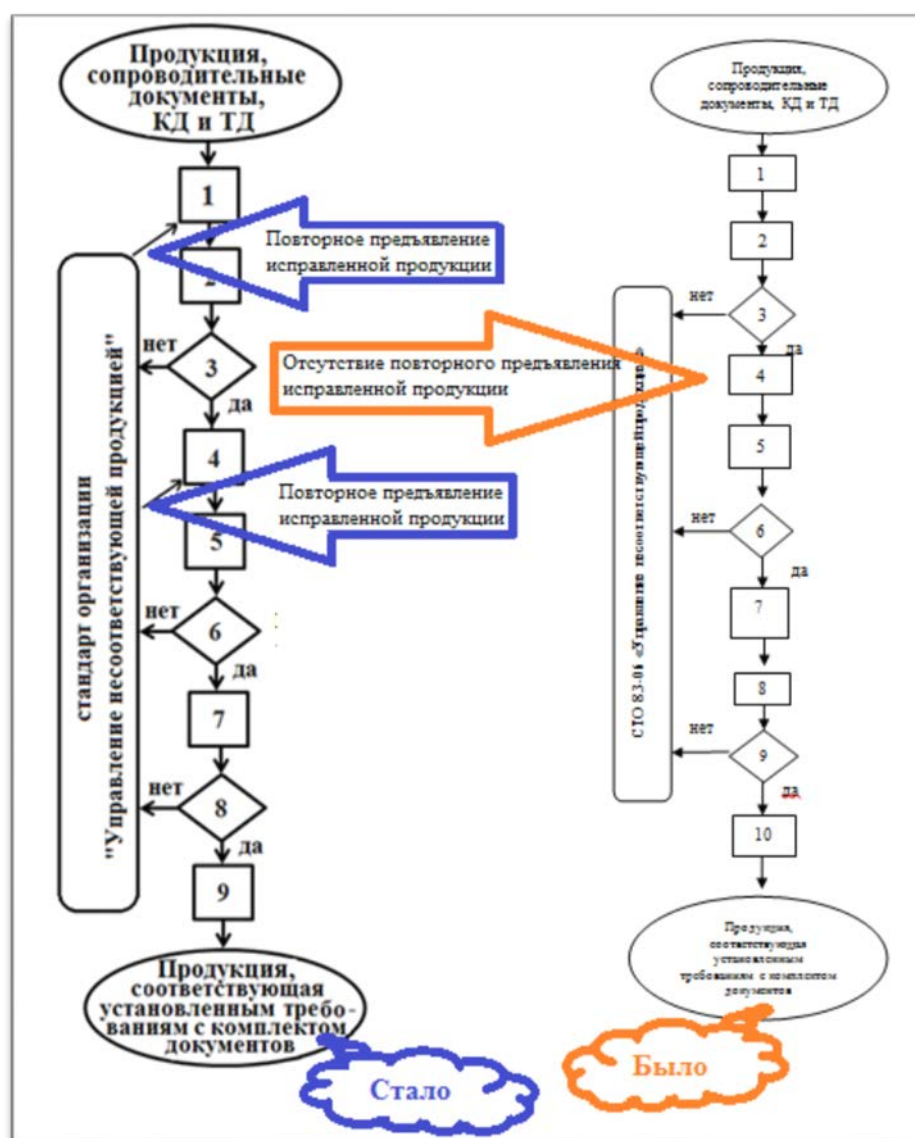 Продукция,
сопроводительные
документы,
КД и ТД
1
2
3
нет
да
4
5
6
нет
да
7
8
нет
да
9
Продукция,
соответствующая
установленным требо-
ваниям с комплектом
документов
стандарт организации
"Управление несоответствующей продукцией"
Повторное предъявление
исправленной продукции
Повторное предъявление
исправленной продукции
Стало
Отсутствие повторного предъявления
исправленной продукции
Продукция,
сопроводительные
документы, КД и ТД
1
2
3
нет
да
4
5
6
нет
да
7
8
9
нет
да
10
Продукция,
соответствующая
установленным
требованиям с комплектом
документов
«Управление несоответствующей продукцией»
Было